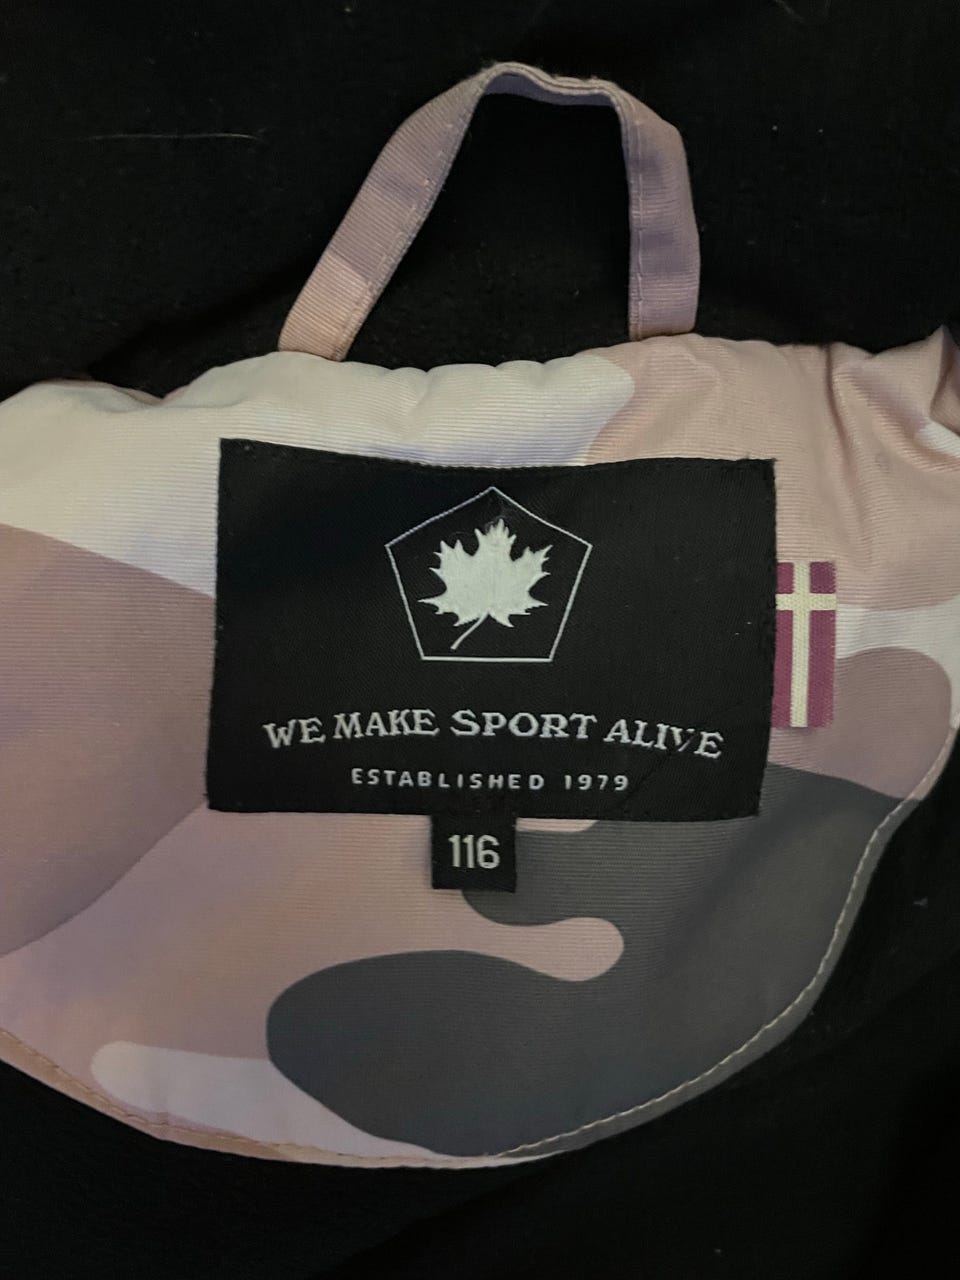 WE MAKE SPORT ALIVE
ESTABLISHED 1979
116